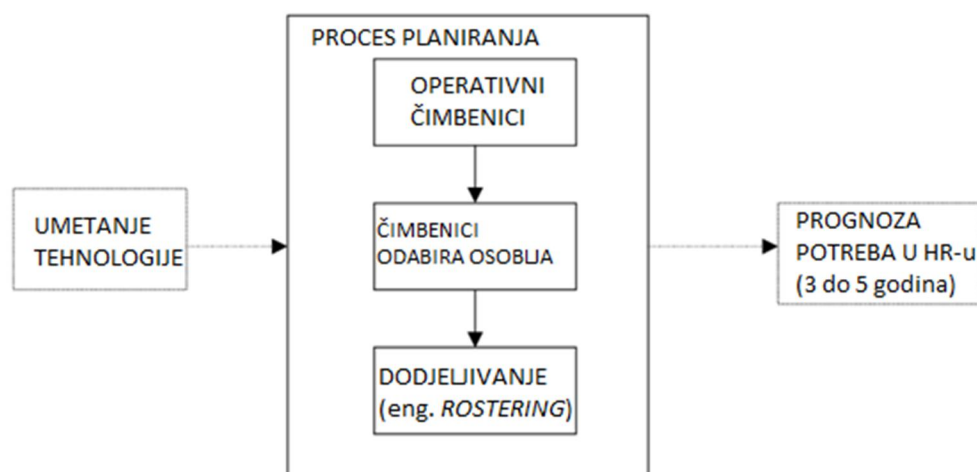 PROCES PLANIRANJA
OPERATIVNI
ČIMBENICI
UMETANJE
TEHNOLOGIJE
ČIMBENICI
ODABIRA OSOBLJA
PROGNOZA
POTREBA U HR-u
(3 do 5 godina)
DODJELJIVANJE
(eng. ROSTERING)